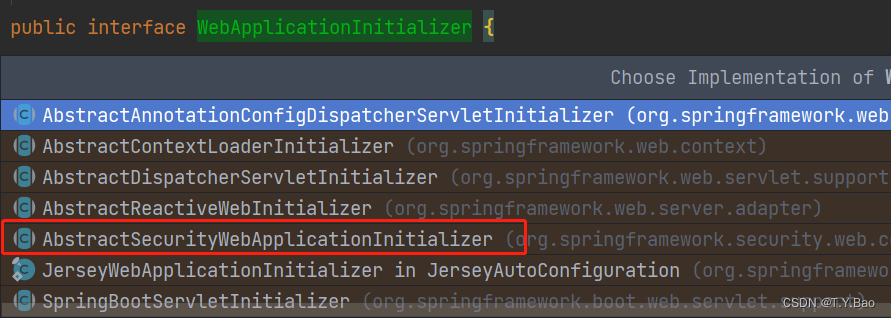 public interface WebApplicationInitializer {
Choose Implementation of W
AbstractAnnotationConfigDispatcherServletInitializer (org.springframework.web
AbstractContextLoaderInitializer (org.springframework.web.context)
AbstractDispatcherServletInitializer (org.springframework.web.servlet.support
AbstractReactiveWebInitializer (org.springframework.web.server.adapter)
AbstractSecurityWebApplicationInitializer (org.springframework.security.web.c
JerseyWebApplicationInitializer in JerseyAutoConfiguration (org.springframewo
SpringBootServletInitializer (org.springframework.boot.web.servlet.support)
CSDN @T.Y.Bao